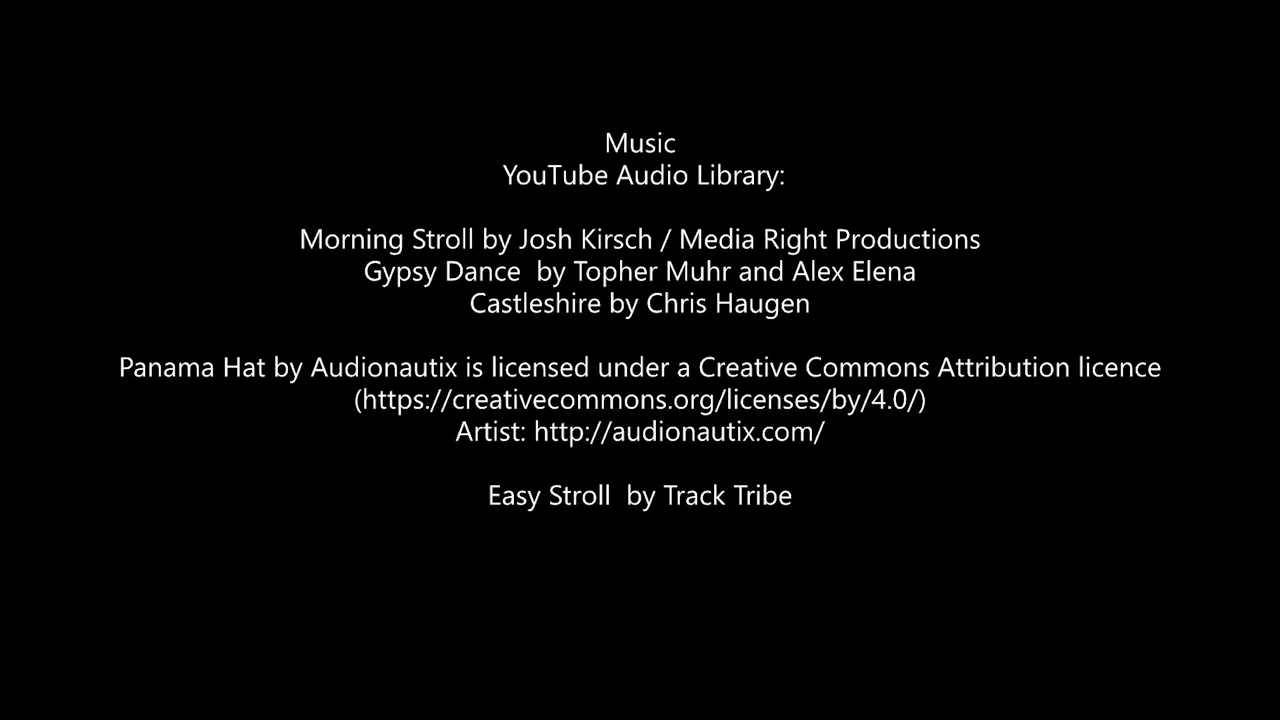 Music
YouTube Audio Library:
Morning Stroll by Josh Kirsch / Media Right Productions
Gypsy Dance  by Topher Muhr and Alex Elena
Castleshire by Chris Haugen
Panama Hat by Audionautix is licensed under a Creative Commons Attribution licence
(https://creativecommons.org/licenses/by/4.0/)
Artist: http://audionautix.com/
Easy Stroll  by Track Tribe